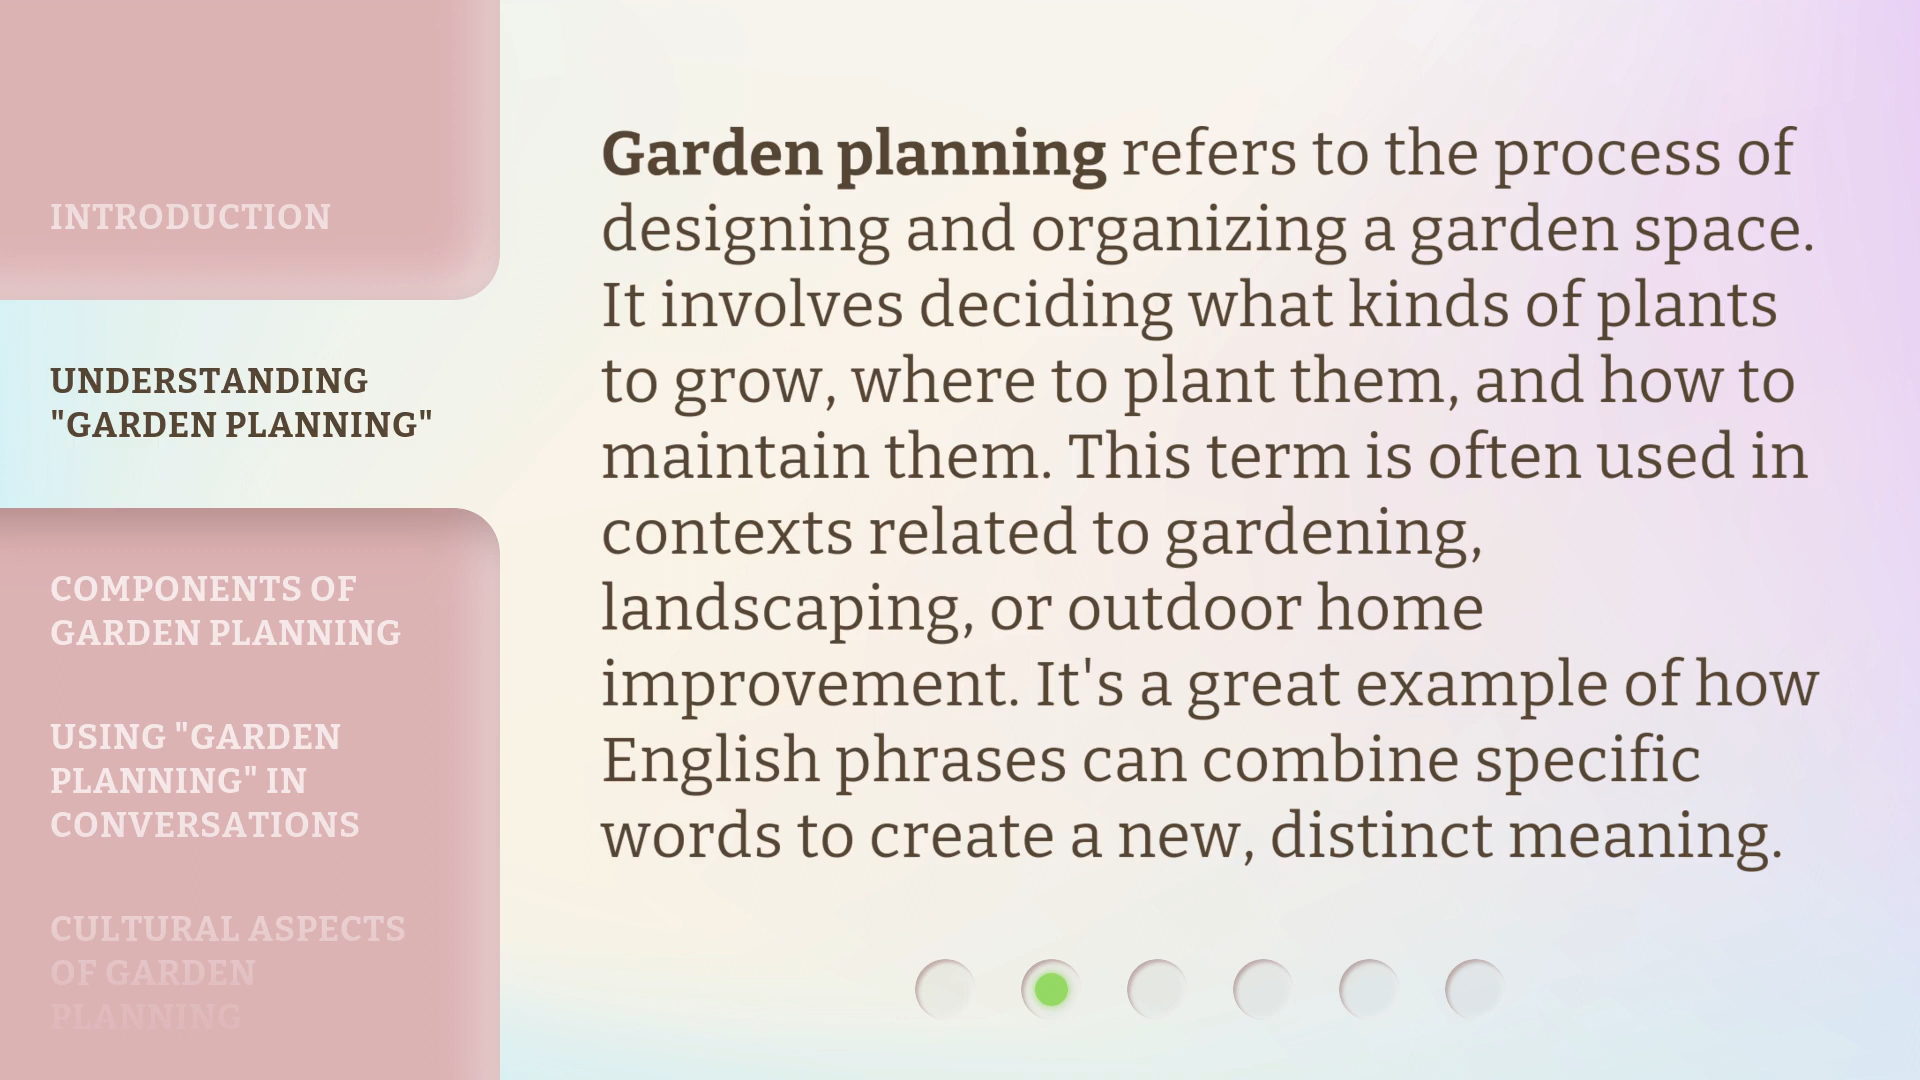 INTRODUCTION
UNDERSTANDING
"GARDEN PLANNING"
COMPONENTS OF
GARDEN PLANNING
USING "GARDEN
PLANNING" IN
CONVERSATIONS
CULTURAL ASPECTS
OF GARDEN
PLANNING
Garden planning refers to the process of
designing and organizing a garden space.
It involves deciding what kinds of plants
to grow, where to plant them, and how to
maintain them. This term is often used in
contexts related to gardening,
landscaping, or outdoor home
improvement. It's a great example of how
English phrases can combine specific
words to create a new, distinct meaning.